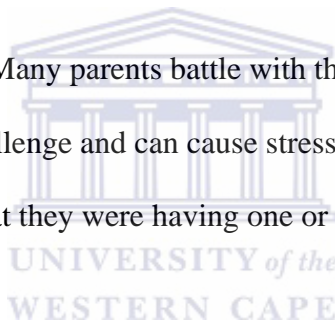 Many parents battle with th
llenge and can cause stress
at they were having one or
UNIVERSITY of the
WESTERN CAPE